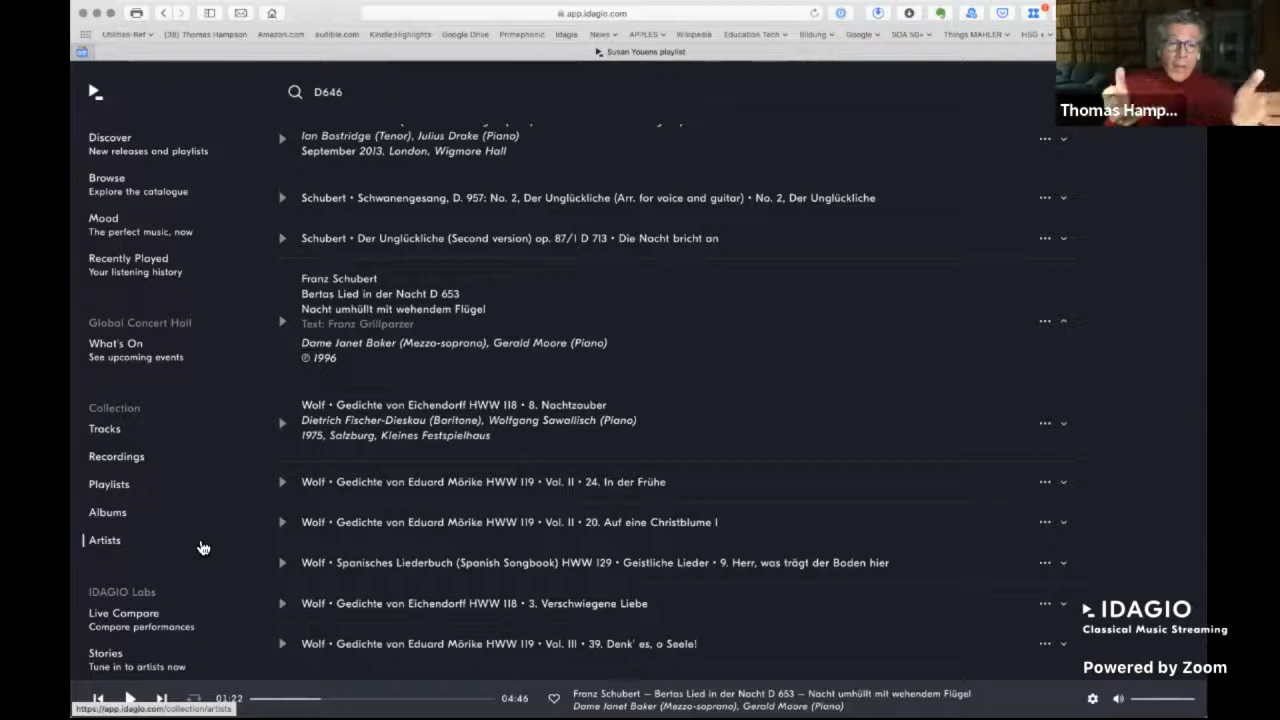 app.idagio.com
Utilities-Ref
(38) Thomas Hampson
Amazon.com
audible.com
Kindle:Highlights
Google Drive
Primephonic
Idagio
News
APPLES
Wikipedia
Education Tech
Bildung
Google
SOA 50+
Things MAHLER
HSG +
Susan Youens playlist
Thomas Hamp...
D646
Discover
New releases and playlists
Browse
Explore the catalogue
Mood
The perfect music, now
Recently Played
Your listening history
Global Concert Hall
What's On
See upcoming events
Collection
Tracks
Recordings
Playlists
Albums
Artists
IDAGIO Labs
Live Compare
Compare performances
Stories
Tune in to artists now
Ian Bostridge (Tenor), Julius Drake (Piano)
September 2013, London, Wigmore Hall
Schubert • Schwanengesang, D. 957: No. 2, Der Unglückliche (Arr. for voice and guitar) • No. 2, Der Unglückliche
Schubert • Der Unglückliche (Second version) op. 87/1 D 713 • Die Nacht bricht an
Franz Schubert
Bertas Lied in der Nacht D 653
Nacht umhüllt mit wehendem Flügel
Text: Franz Grillparzer
Dame Janet Baker (Mezzo-soprano), Gerald Moore (Piano)
℗ 1996
Wolf • Gedichte von Eichendorff HWW 118 • 8. Nachtzauber
Dietrich Fischer-Dieskau (Baritone), Wolfgang Sawallisch (Piano)
1975, Salzburg, Kleines Festspielhaus
Wolf • Gedichte von Eduard Mörike HWW 119 • Vol. II • 24. In der Frühe
Wolf • Gedichte von Eduard Mörike HWW 119 • Vol. II • 20. Auf eine Christblume I
Wolf • Spanisches Liederbuch (Spanish Songbook) HWW 129 • Geistliche Lieder • 9. Herr, was trägt der Boden hier
Wolf • Gedichte von Eichendorff HWW 118 • 3. Verschwiegene Liebe
Wolf • Gedichte von Eduard Mörike HWW 119 • Vol. III • 39. Denk' es, o Seele!
IDAGIO
Classical Music Streaming
Powered by Zoom
01:22
04:46
Franz Schubert – Bertas Lied in der Nacht D 653 – Nacht umhüllt mit wehendem Flügel
Dame Janet Baker (Mezzo-soprano), Gerald Moore (Piano)
https://app.idagio.com/collection/artists